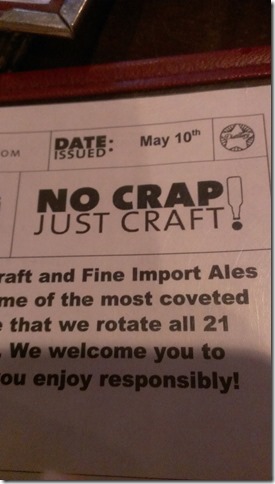 OM
DATE:
ISSUED
May 10th
NO CRAP
JUST CRAFT!
raft and Fine Import Ales
me of the most coveted
e that we rotate all 21
. We welcome you to
ou enjoy responsibly!